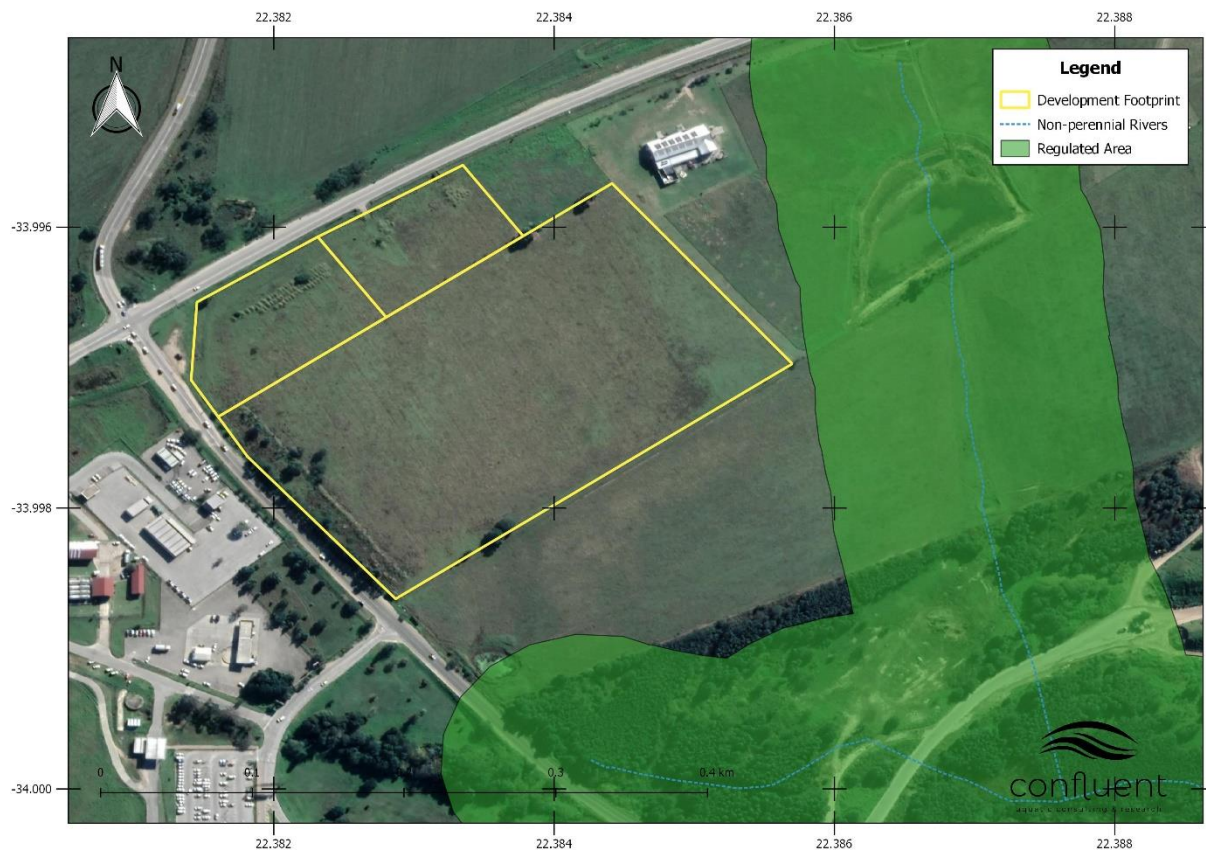 22.382 22.384 22.386 22.388
N
Legend
Development Footprint
Non-perennial Rivers
Regulated Area
-33.996
-33.998
-34.000
0 0.1 0.3 0.4 km
confluent
22.382 22.384 22.386 22.388